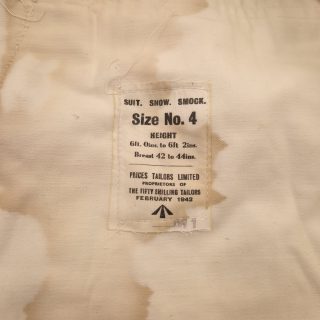 SUIT. SNOW. SMOCK.
Size No. 4
HEIGHT
6ft. 0ins. to 6ft 2ins.
Breast 42 to 44ins.
PRICES TAILORS LIMITED
PROPRIETORS OF
THE FIFTY SHILLING TAILORS
FEBRUARY 1942